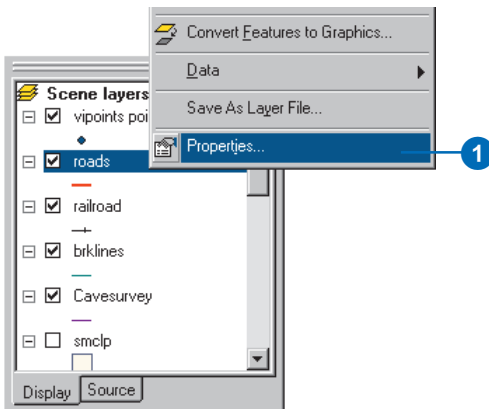 Convert Features to Graphics...
Data
Save As Layer File...
Properties...
1
Scene layers
vipoints poi
roads
railroad
brklines
Cavesurvey
smclp
Display
Source